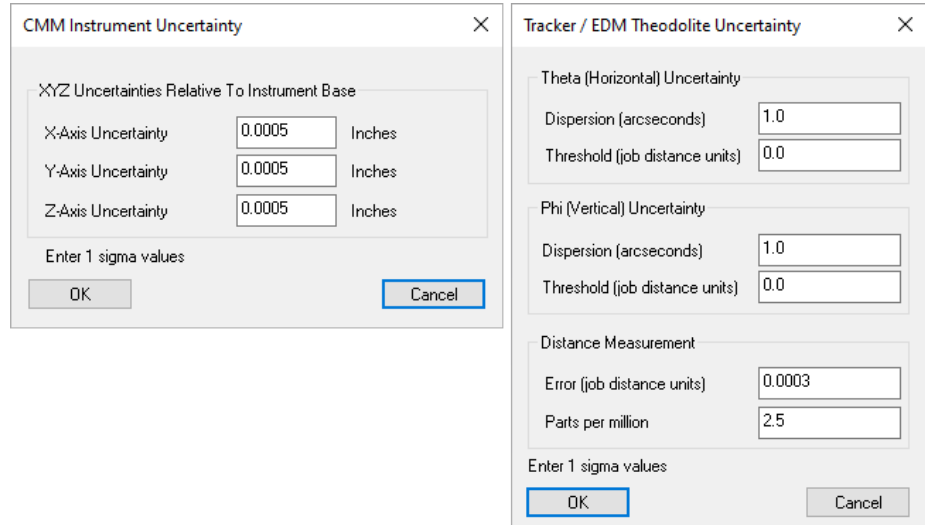 CMM Instrument Uncertainty
XYZ Uncertainties Relative To Instrument Base
X-Axis Uncertainty 0.0005 Inches
Y-Axis Uncertainty 0.0005 Inches
Z-Axis Uncertainty 0.0005 Inches
Enter 1 sigma values
OK Cancel
Tracker / EDM Theodolite Uncertainty
Theta (Horizontal) Uncertainty
Dispersion (arcseconds) 1.0
Threshold (job distance units) 0.0
Phi (Vertical) Uncertainty
Dispersion (arcseconds) 1.0
Threshold (job distance units) 0.0
Distance Measurement
Error (job distance units) 0.0003
Parts per million 2.5
Enter 1 sigma values
OK Cancel